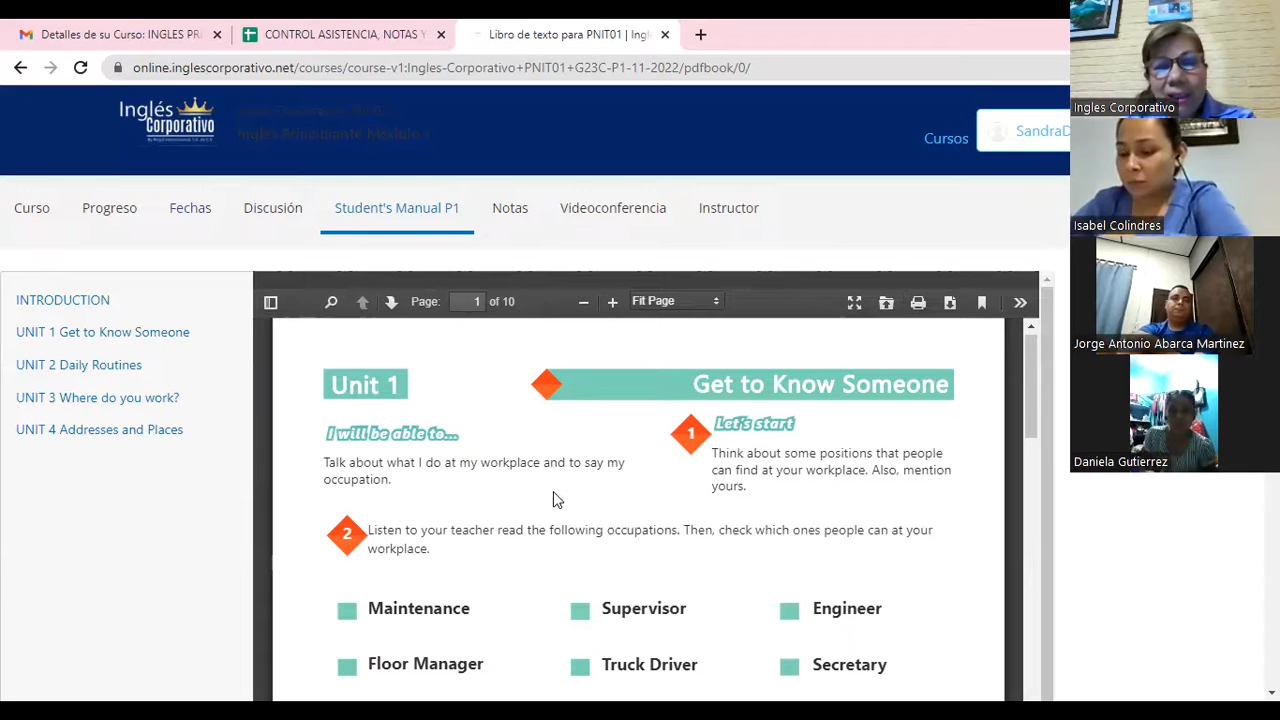 Detalles de su Curso: INGLES PRI
CONTROL ASISTENCIA, NOTAS Y
Libro de texto para PNIT01 | Ingl
online.inglescorporativo.net/courses/course-v1:Ingles-Corporativo+PNIT01+G23C-P1-11-2022/pdfbook/0/
Inglés
Corporativo
Inglés Principiante Módulo 1
Cursos
SandraD
Curso
Progreso
Fechas
Discusión
Student's Manual P1
Notas
Videoconferencia
Instructor
INTRODUCTION
UNIT 1 Get to Know Someone
UNIT 2 Daily Routines
UNIT 3 Where do you work?
UNIT 4 Addresses and Places
Page: 1 of 10
Fit Page
Unit 1
Get to Know Someone
I will be able to...
Talk about what I do at my workplace and to say my
occupation.
1
Let's start
Think about some positions that people
can find at your workplace. Also, mention
yours.
2
Listen to your teacher read the following occupations. Then, check which ones people can at your
workplace.
Maintenance
Supervisor
Engineer
Floor Manager
Truck Driver
Secretary
Ingles Corporativo
Isabel Colindres
Jorge Antonio Abarca Martinez
Daniela Gutierrez